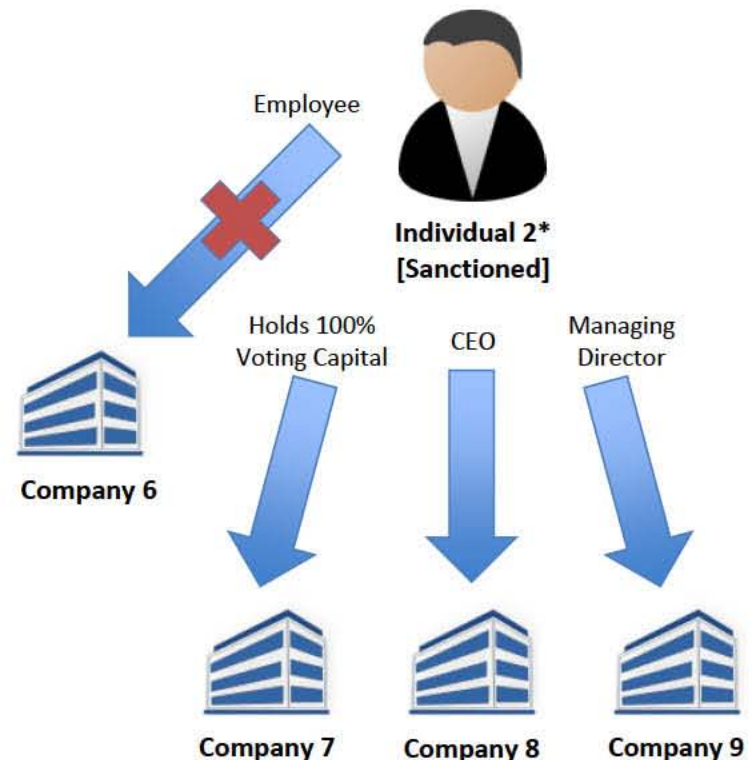 Employee
Individual 2*
[Sanctioned]
Holds 100%
Voting Capital
CEO
Managing
Director
Company 6
Company 7
Company 8
Company 9